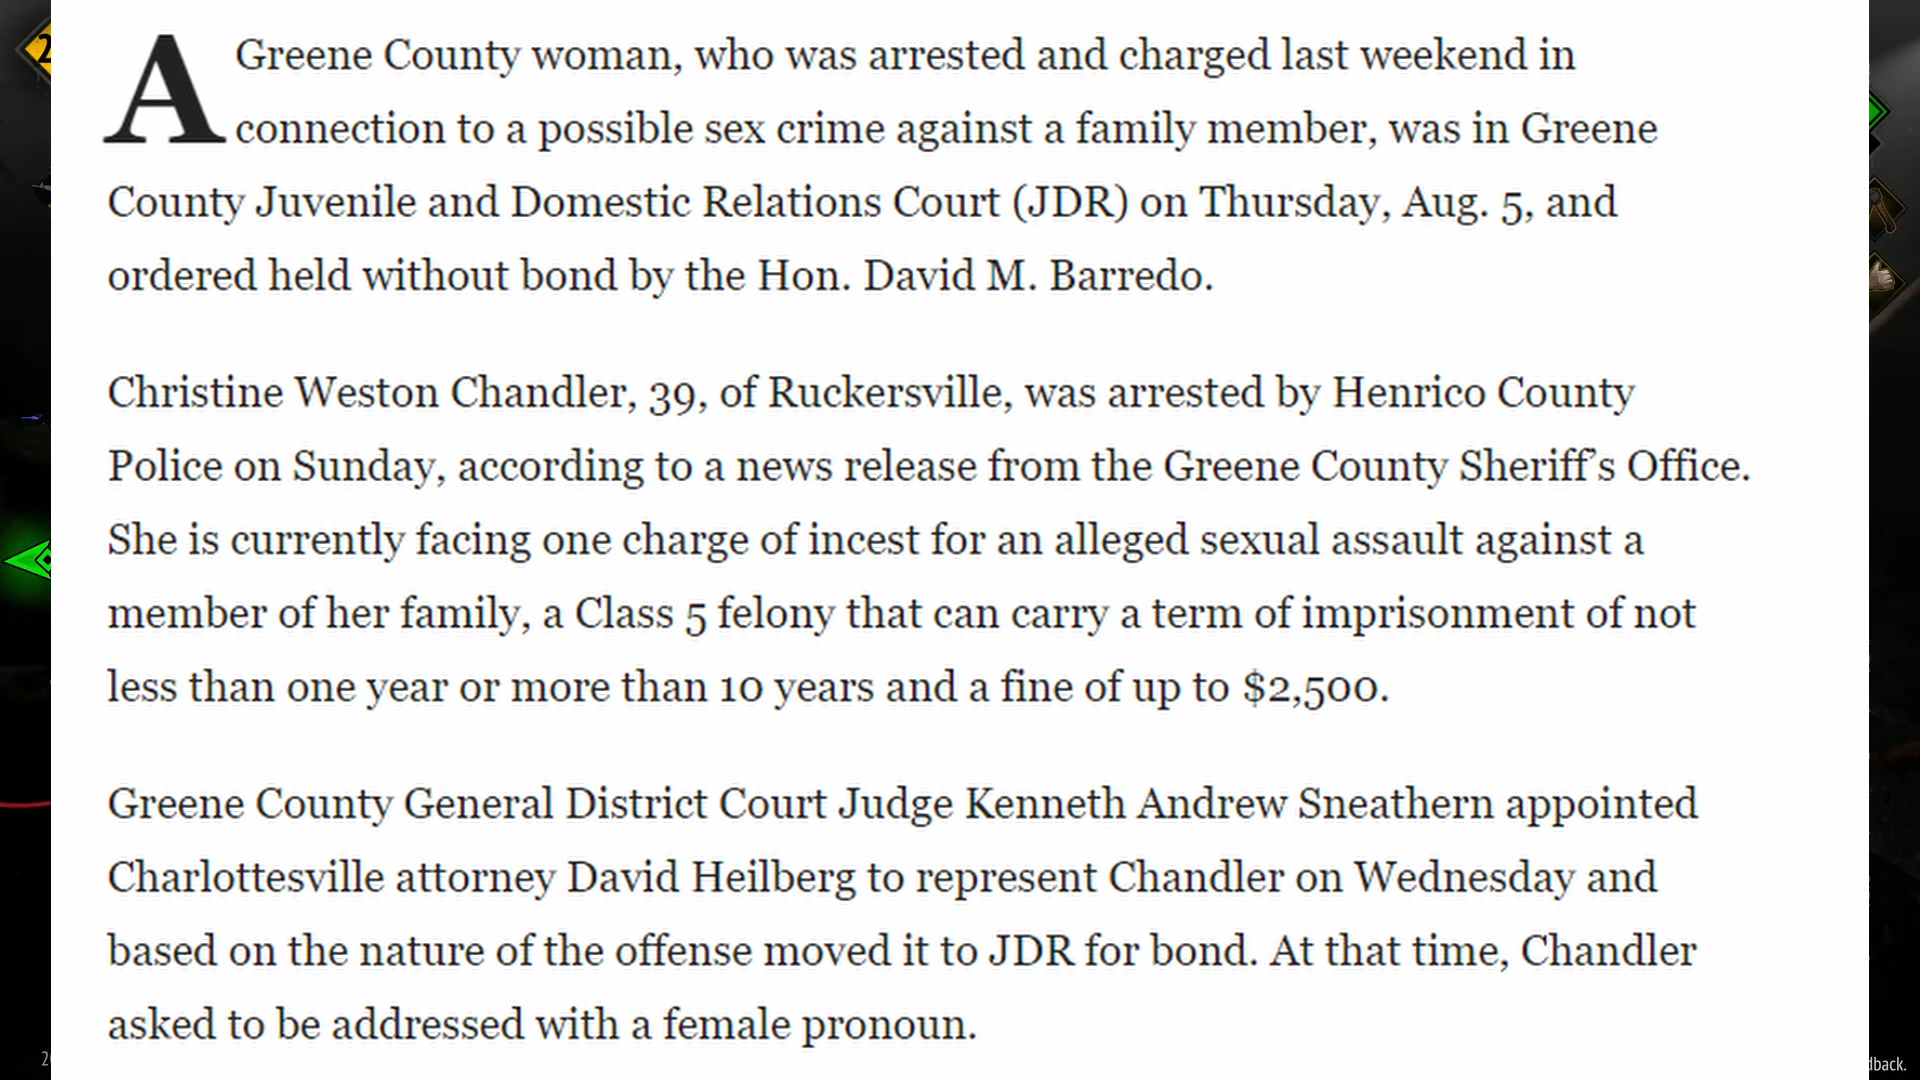 A Greene County woman, who was arrested and charged last weekend in
connection to a possible sex crime against a family member, was in Greene
County Juvenile and Domestic Relations Court (JDR) on Thursday, Aug. 5, and
ordered held without bond by the Hon. David M. Barredo.
Christine Weston Chandler, 39, of Ruckersville, was arrested by Henrico County
Police on Sunday, according to a news release from the Greene County Sheriff's Office.
She is currently facing one charge of incest for an alleged sexual assault against a
member of her family, a Class 5 felony that can carry a term of imprisonment of not
less than one year or more than 10 years and a fine of up to $2,500.
Greene County General District Court Judge Kenneth Andrew Sneathern appointed
Charlottesville attorney David Heilberg to represent Chandler on Wednesday and
based on the nature of the offense moved it to JDR for bond. At that time, Chandler
asked to be addressed with a female pronoun.